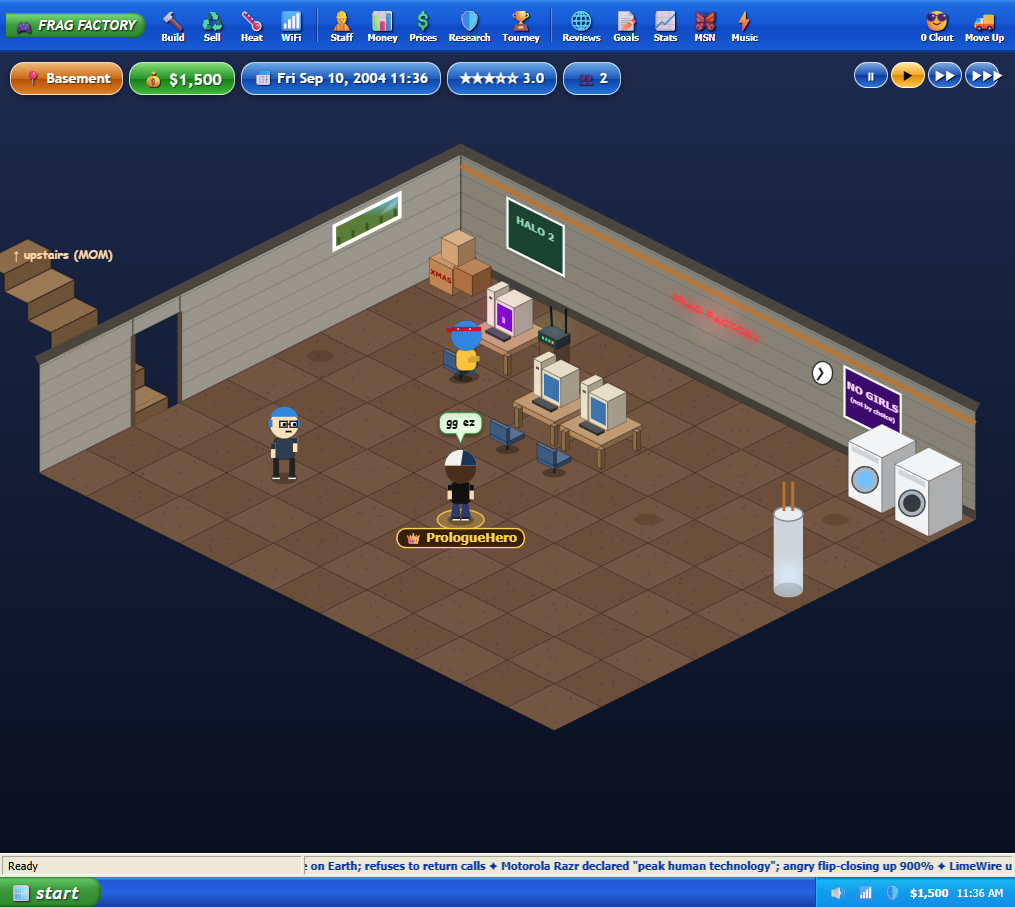 FRAG FACTORY
Build
Sell
Heat
WiFi
Staff
Money
Prices
Research
Tourney
Reviews
Goals
Stats
MSN
Music
0 Clout
Move Up
Basement
$1,500
Fri Sep 10, 2004 11:36
★★★☆☆ 3.0
2
↑ upstairs (MOM)
HALO 2
XMAS
FRAG FACTORY
NO GIRLS
(not by choice)
gg ez
PrologueHero
Ready
on Earth; refuses to return calls ✦ Motorola Razr declared "peak human technology"; angry flip-closing up 900% ✦ LimeWire u
start
$1,500
11:36 AM